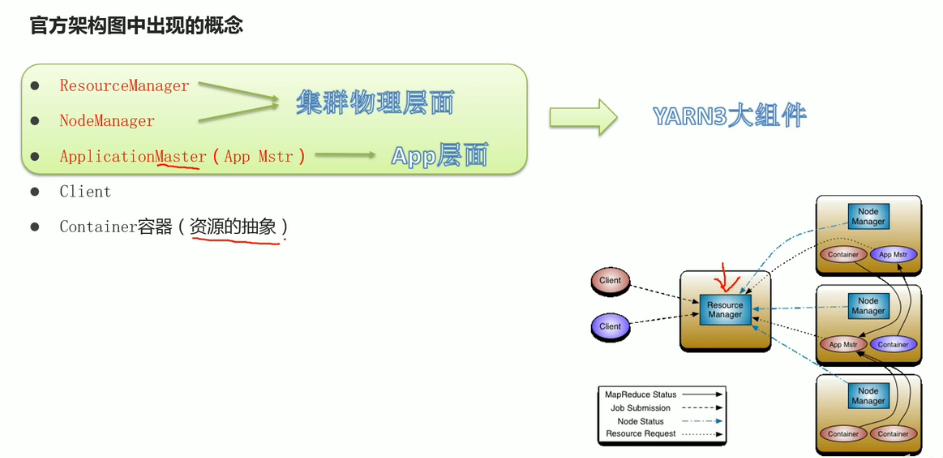 官方架构图中出现的概念
ResourceManager
NodeManager
集群物理层面
ApplicationMaster（App Mstr）
App层面
YARN3大组件
Client
Container容器（资源的抽象）
Node
Manager
Container
App Mstr
Client
Resource
Manager
Client
Node
Manager
App Mstr
Container
Node
Manager
Container
Container
MapReduce Status
Job Submission
Node Status
Resource Request